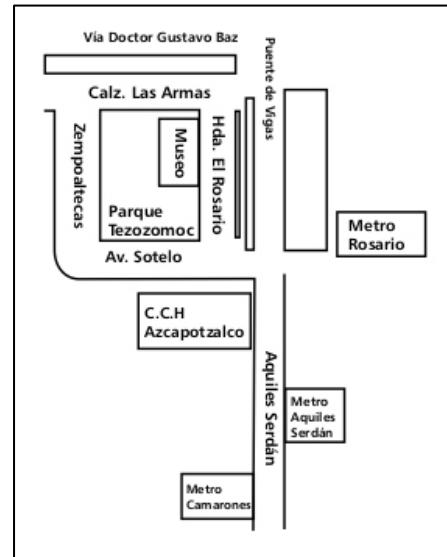 Vía Doctor Gustavo Baz
Puente de Vigas
Calz. Las Armas
Zempoaltecas
Museo
Hda. El Rosario
Parque
Tezozomoc
Metro
Rosario
Av. Sotelo
C.C.H
Azcapotzalco
Aquiles Serdán
Metro
Aquiles
Serdán
Metro
Camarones